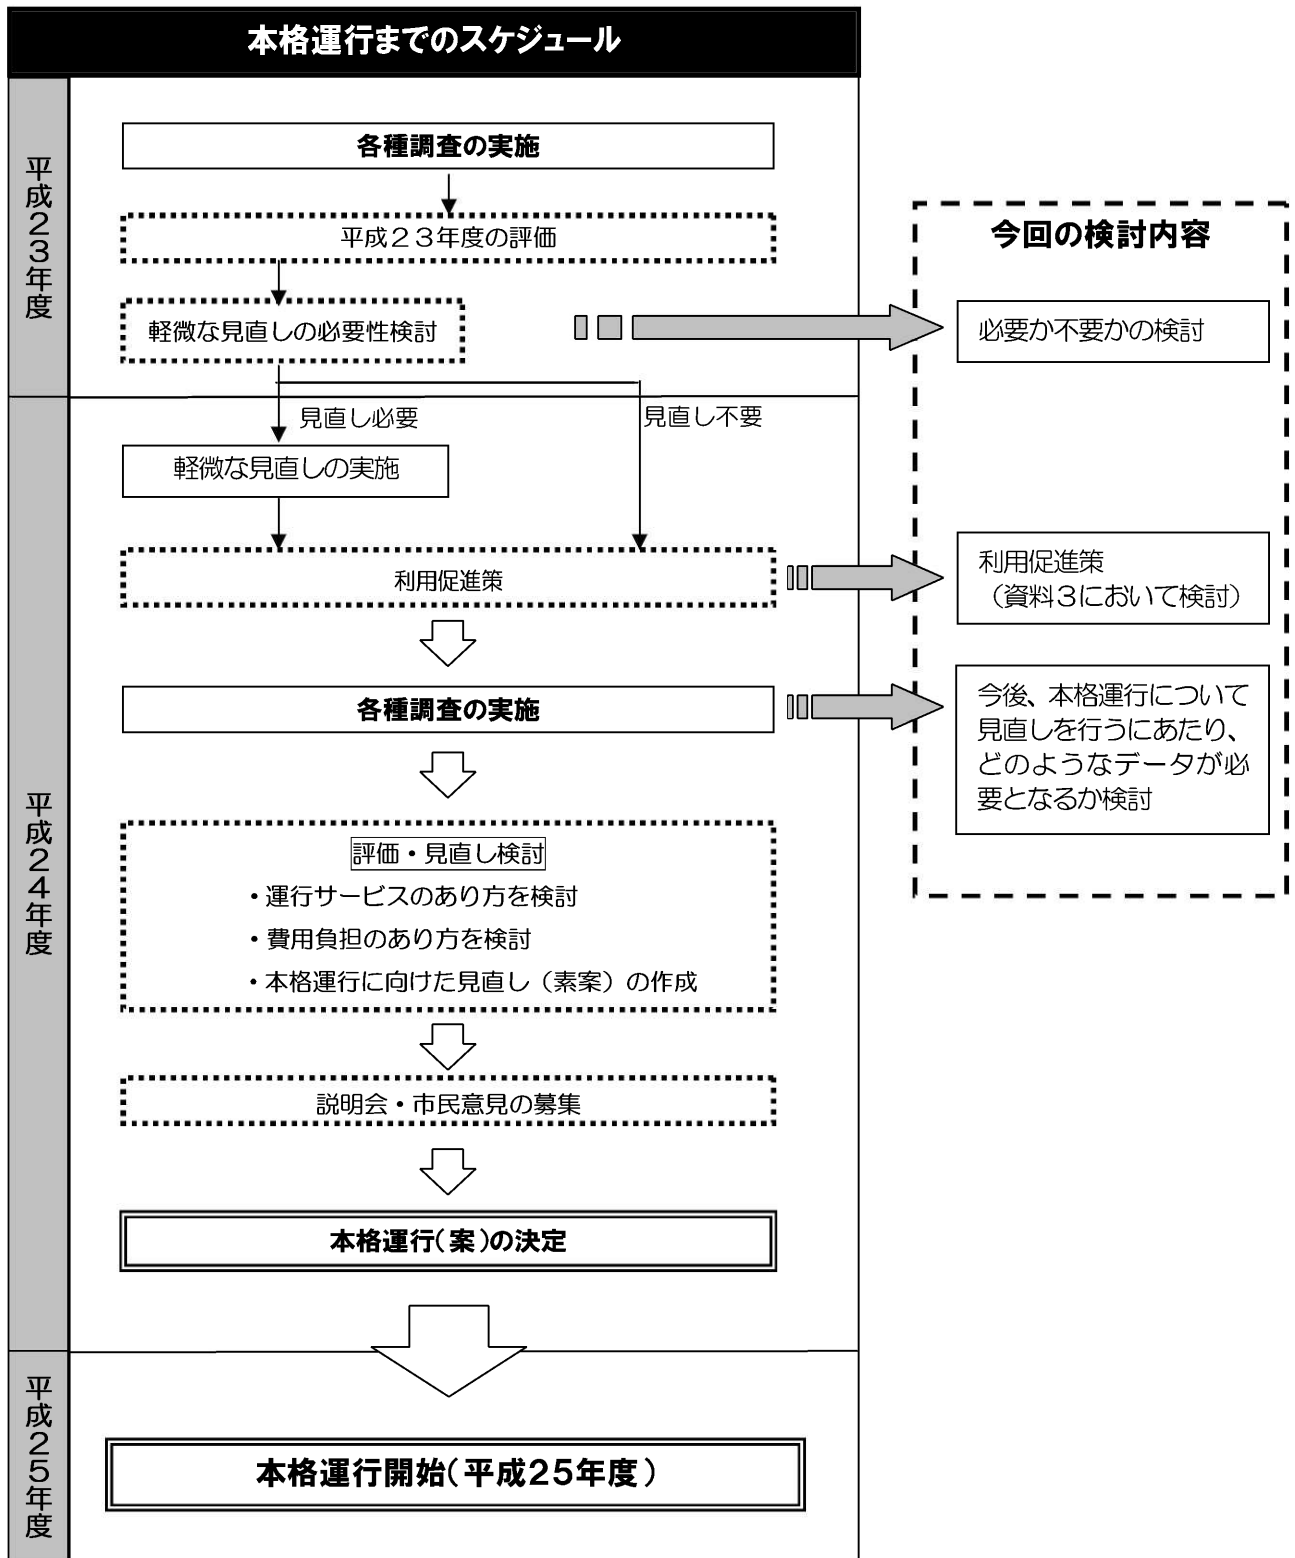 本格運行までのスケジュール
平成23年度
各種調査の実施
平成23年度の評価
軽微な見直しの必要性検討
見直し必要
見直し不要
平成24年度
軽微な見直しの実施
利用促進策
各種調査の実施
評価・見直し検討
・運行サービスのあり方を検討
・費用負担のあり方を検討
・本格運行に向けた見直し（素案）の作成
説明会・市民意見の募集
本格運行（案）の決定
平成25年度
本格運行開始（平成25年度）
今回の検討内容
必要か不要かの検討
利用促進策
（資料3において検討）
今後、本格運行について
見直しを行うにあたり、
どのようなデータが必
要となるか検討